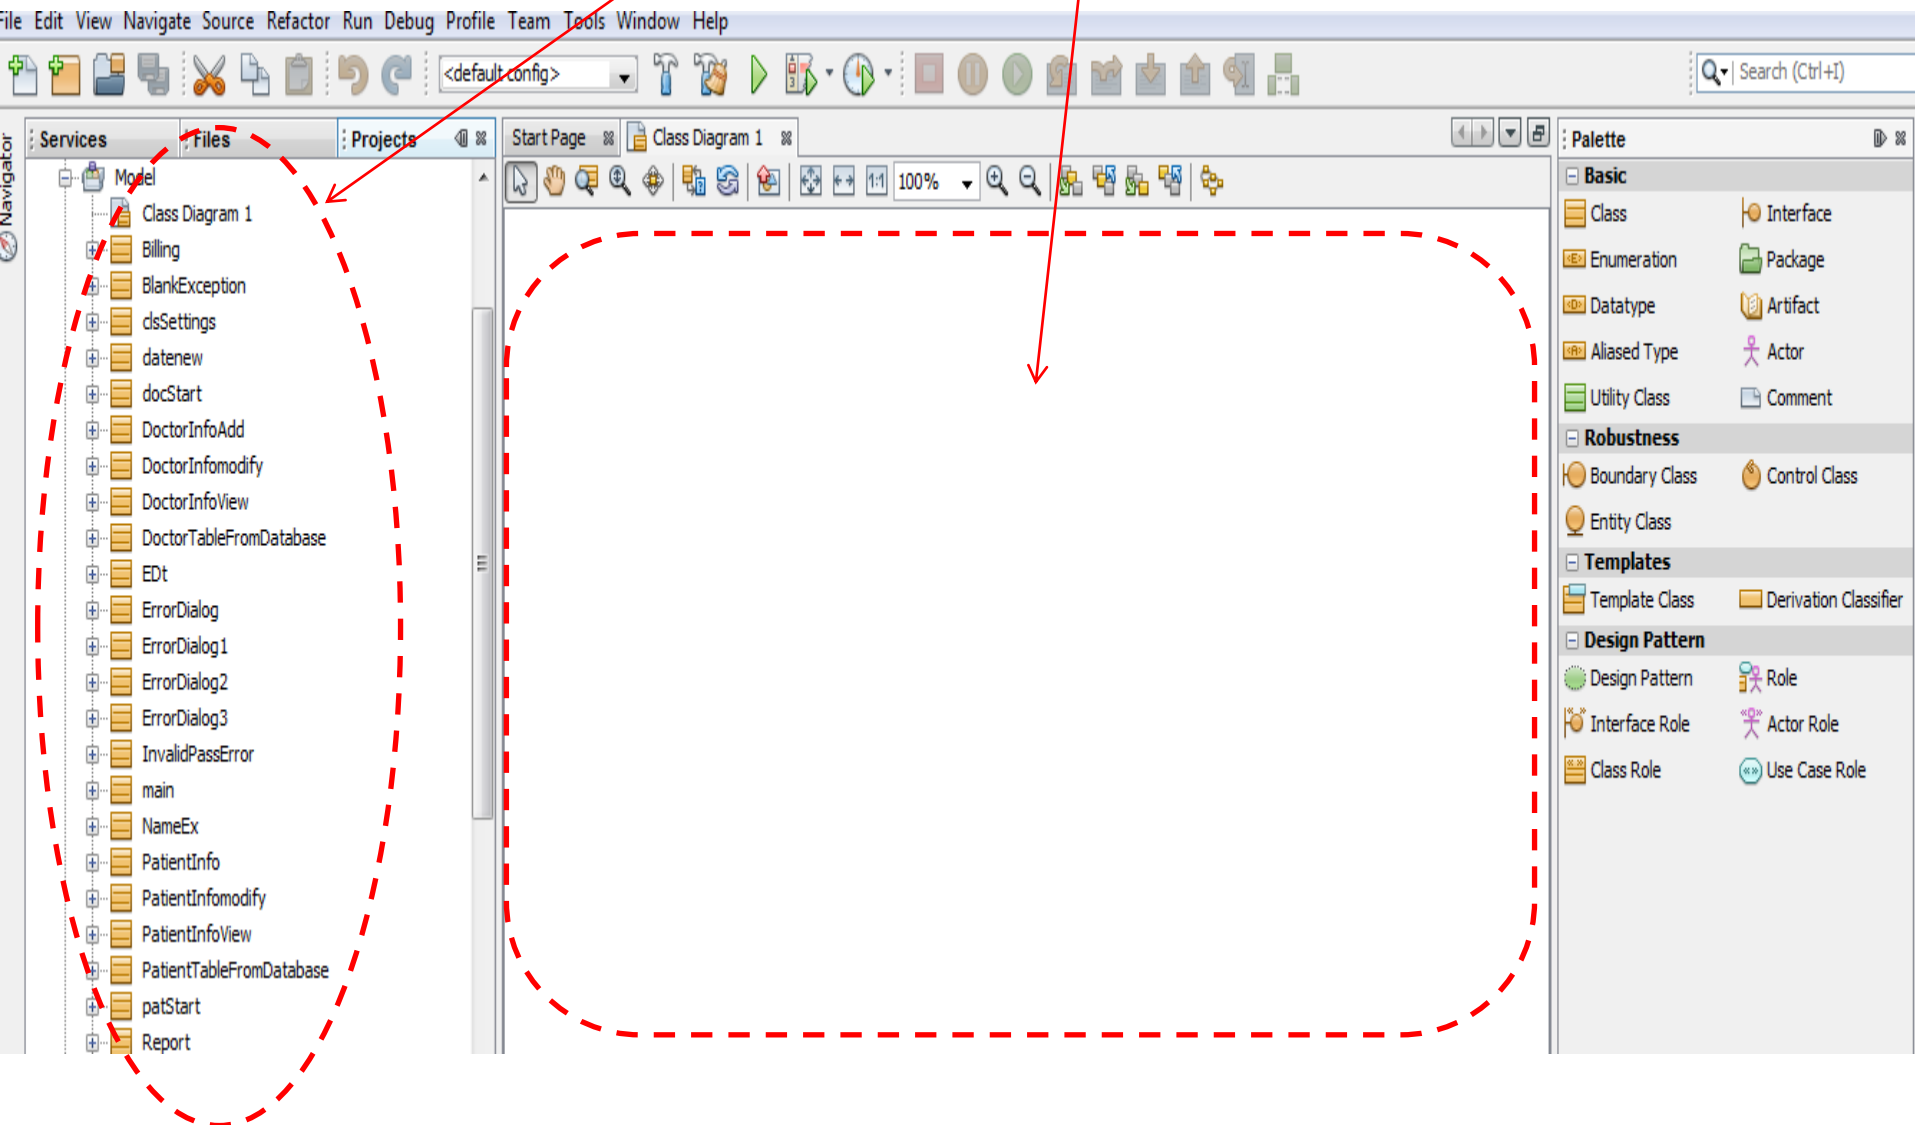 File Edit View Navigate Source Refactor Run Debug Profile Team Tools Window Help
<default config>
Search (Ctrl+I)
Navigator
Services Files Projects
Start Page Class Diagram 1
Palette
100%
1:1
Model
Class Diagram 1
Billing
BlankException
clsSettings
datenew
docStart
DoctorInfoAdd
DoctorInfomodify
DoctorInfoView
DoctorTableFromDatabase
EDt
ErrorDialog
ErrorDialog1
ErrorDialog2
ErrorDialog3
InvalidPassError
main
NameEx
PatientInfo
PatientInfomodify
PatientInfoView
PatientTableFromDatabase
patStart
Report
Basic
Class Interface
Enumeration Package
Datatype Artifact
Aliased Type Actor
Utility Class Comment
Robustness
Boundary Class Control Class
Entity Class
Templates
Template Class Derivation Classifier
Design Pattern
Design Pattern Role
Interface Role Actor Role
Class Role Use Case Role